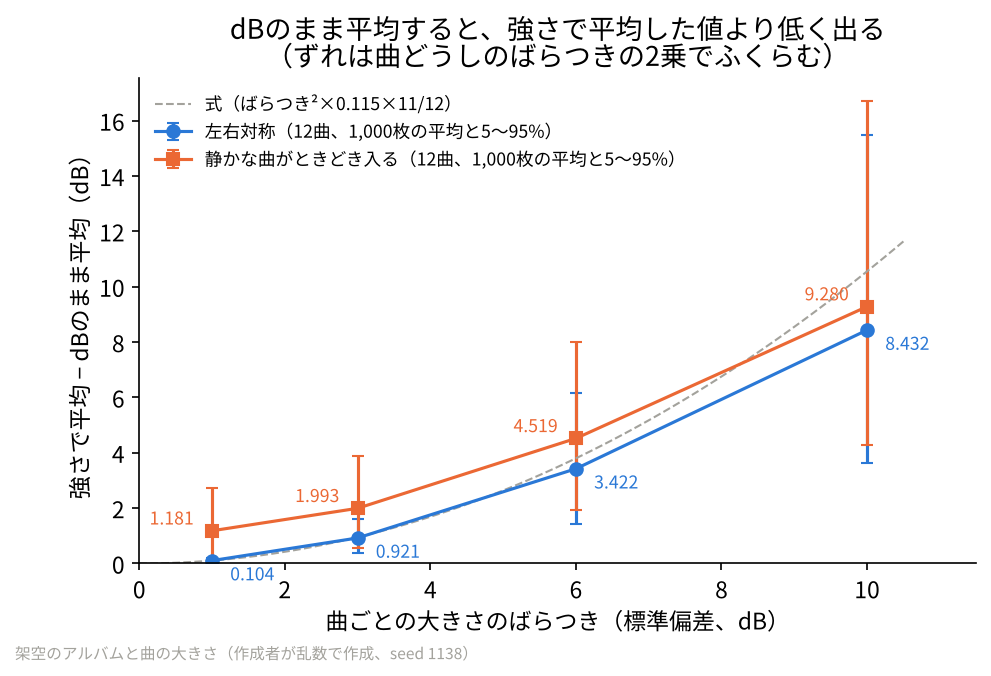 dBのまま平均すると、強さで平均した値より低く出る
（ずれは曲どうしのばらつきの2乗でふくらむ）
式（ばらつき²×0.115×11/12）
左右対称（12曲、1,000枚の平均と5〜95%）
静かな曲がときどき入る（12曲、1,000枚の平均と5〜95%）
強さで平均 − dBのまま平均（dB）
16
14
12
10
8
6
4
2
0
1.181
0.104
1.993
0.921
4.519
3.422
9.280
8.432
0
2
4
6
8
10
曲ごとの大きさのばらつき（標準偏差、dB）
架空のアルバムと曲の大きさ（作成者が乱数で作成、seed 1138）